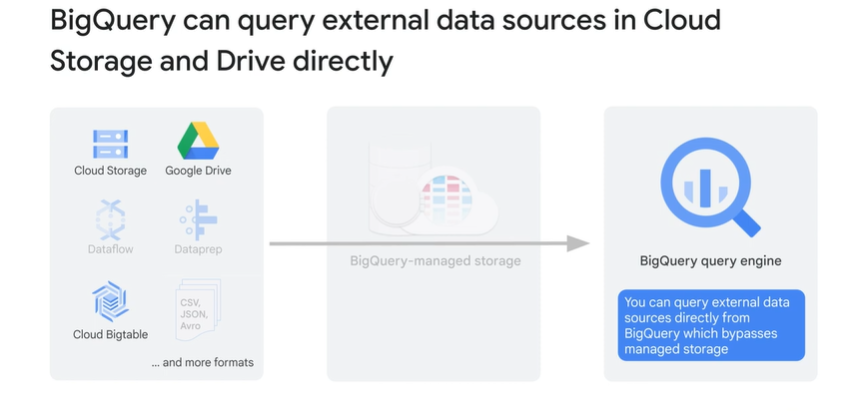 BigQuery can query external data sources in Cloud
Storage and Drive directly
Cloud Storage
Google Drive
Dataflow
Dataprep
Cloud Bigtable
CSV,
JSON,
Avro
... and more formats
BigQuery-managed storage
BigQuery query engine
You can query external data
sources directly from
BigQuery which bypasses
managed storage